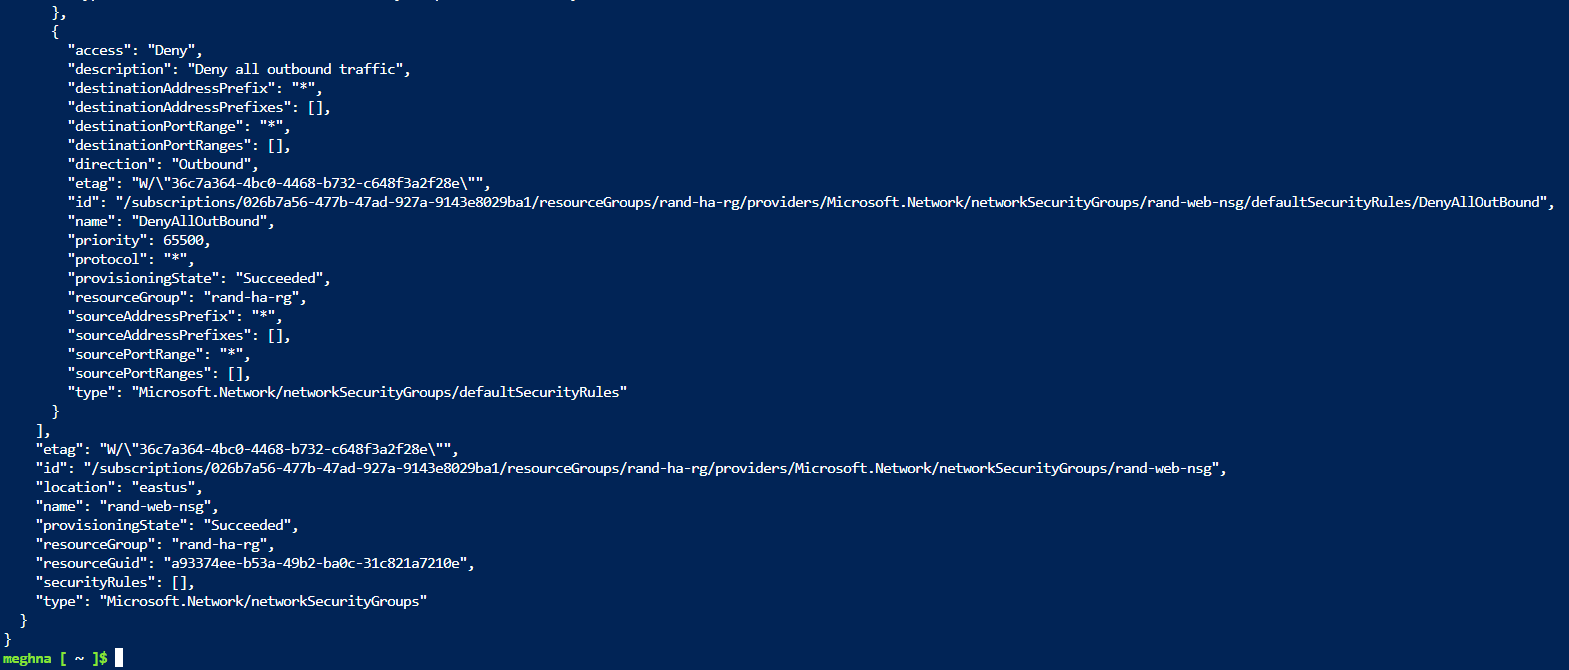 },
{
"access": "Deny",
"description": "Deny all outbound traffic",
"destinationAddressPrefix": "*",
"destinationAddressPrefixes": [],
"destinationPortRange": "*",
"destinationPortRanges": [],
"direction": "Outbound",
"etag": "W/\"36c7a364-4bc0-4468-b732-c648f3a2f28e\"",
"id": "/subscriptions/026b7a56-477b-47ad-927a-9143e8029ba1/resourceGroups/rand-ha-rg/providers/Microsoft.Network/networkSecurityGroups/rand-web-nsg/defaultSecurityRules/DenyAllOutBound",
"name": "DenyAllOutBound",
"priority": 65500,
"protocol": "*",
"provisioningState": "Succeeded",
"resourceGroup": "rand-ha-rg",
"sourceAddressPrefix": "*",
"sourceAddressPrefixes": [],
"sourcePortRange": "*",
"sourcePortRanges": [],
"type": "Microsoft.Network/networkSecurityGroups/defaultSecurityRules"
}
],
"etag": "W/\"36c7a364-4bc0-4468-b732-c648f3a2f28e\"",
"id": "/subscriptions/026b7a56-477b-47ad-927a-9143e8029ba1/resourceGroups/rand-ha-rg/providers/Microsoft.Network/networkSecurityGroups/rand-web-nsg",
"location": "eastus",
"name": "rand-web-nsg",
"provisioningState": "Succeeded",
"resourceGroup": "rand-ha-rg",
"resourceGuid": "a93374ee-b53a-49b2-ba0c-31c821a7210e",
"securityRules": [],
"type": "Microsoft.Network/networkSecurityGroups"
}
}
meghna [ ~ ]$